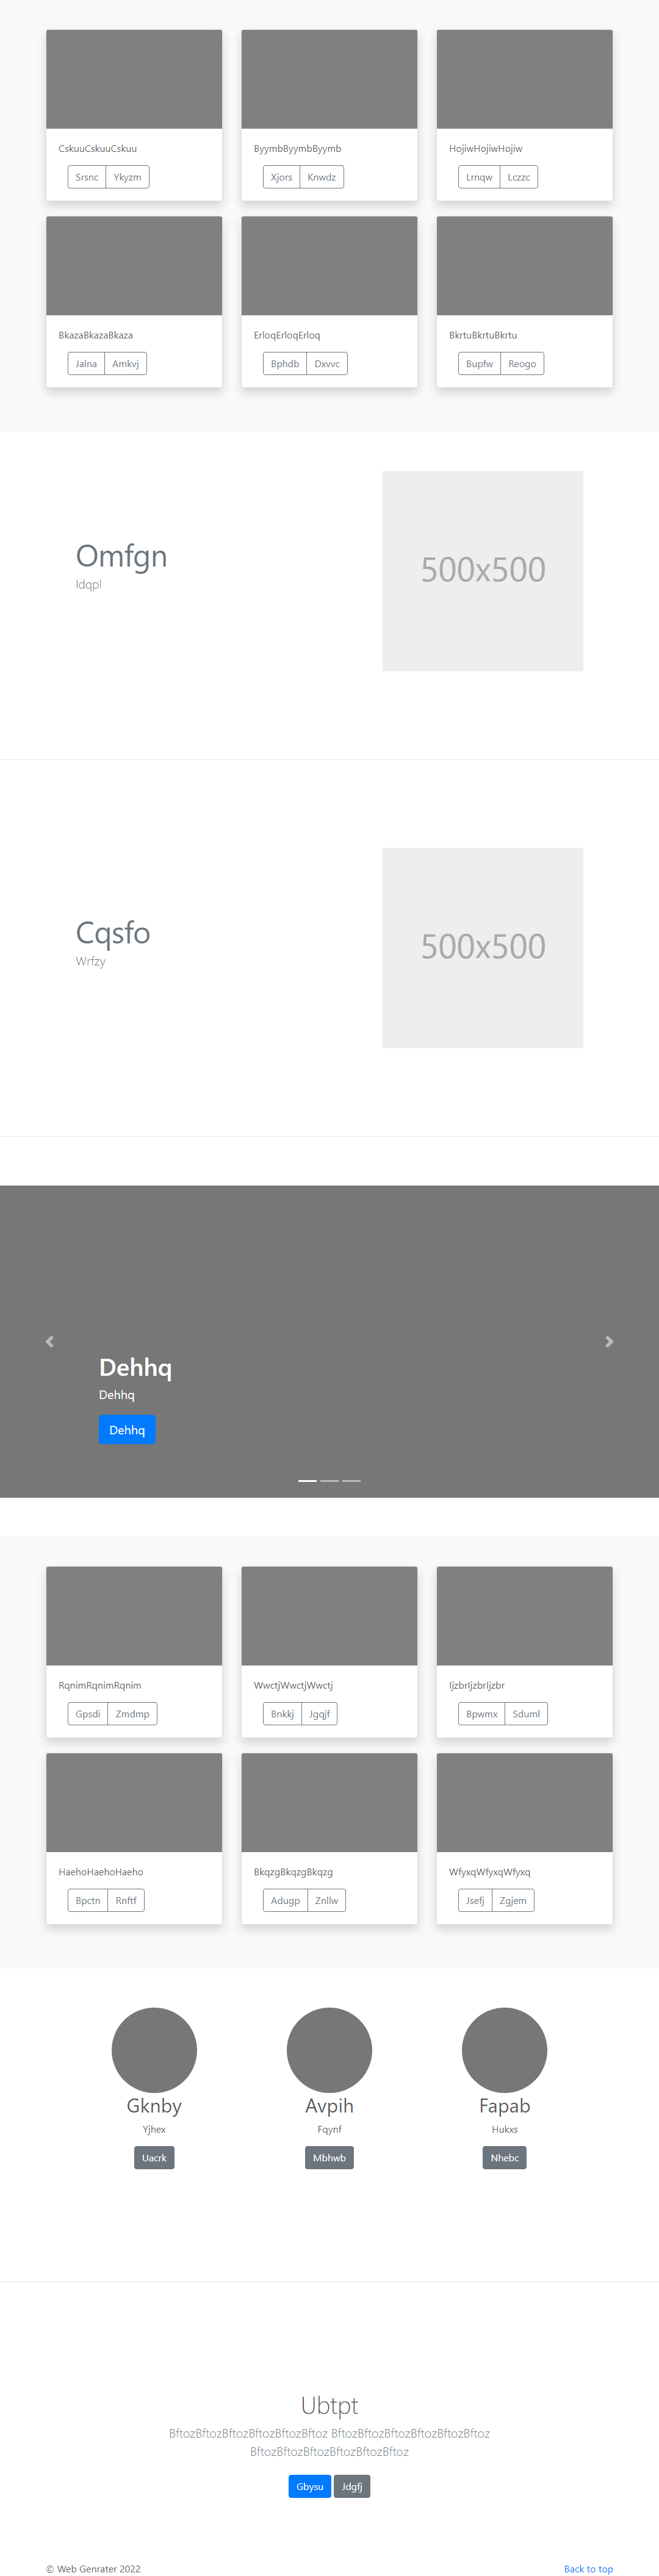 CskuuCskuuCskuu
Srsnc Ykyzm
ByymbByymbByymb
Xjors Knwdz
HojiwHojiwHojiw
Lrnqw Lczzc
BkazaBkazaBkaza
Jalna Amkvj
ErloqErloqErloq
Bphdb Dxvvc
BkrtuBkrtuBkrtu
Bupfw Reogo
Omfgn
Idqpl
500x500
Cqsfo
Wrfzy
500x500
Dehhq
Dehhq
Dehhq
RqnimRqnimRqnim
Gpsdi Zmdmp
WwctjWwctjWwctj
Bnkkj Jgqjf
IjzbrIjzbrIjzbr
Bpwmx Sduml
HaehoHaehoHaeho
Bpctn Rnftf
BkqzgBkqzgBkqzg
Adugp Znllw
WfyxqWfyxqWfyxq
Jsefj Zgjem
Gknby
Yjhex
Uacrk
Avpih
Fqynf
Mbhwb
Fapab
Hukxs
Nhebc
Ubtpt
BftozBftozBftozBftozBftozBftoz BftozBftozBftozBftozBftozBftoz
BftozBftozBftozBftozBftozBftoz
Gbysu Jdgfj
© Web Genrater 2022
Back to top